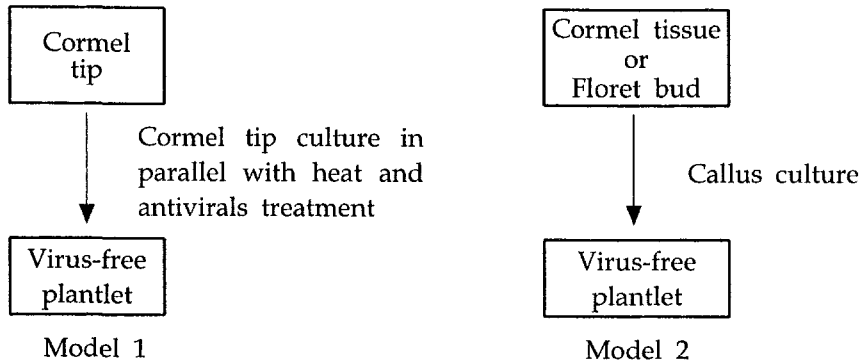 Cormel
tip
Cormel tip culture in
parallel with heat and
antivirals treatment
Virus-free
plantlet
Model 1
Cormel tissue
or
Floret bud
Callus culture
Virus-free
plantlet
Model 2